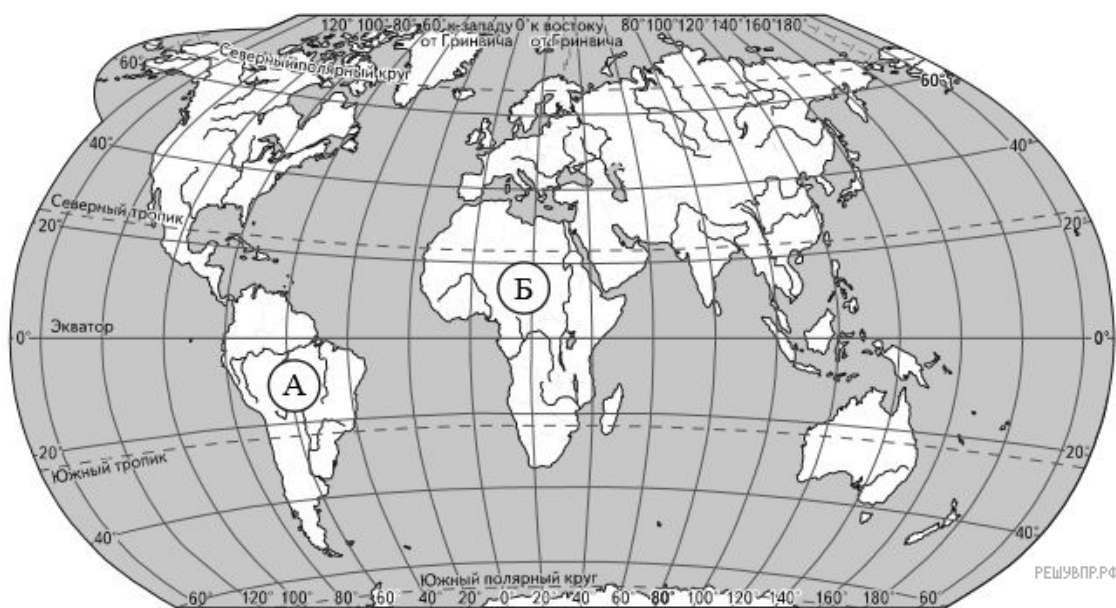 120° 100° 80° 60° к западу 0° к востоку 80° 100° 120° 140° 160° 180°
от Гринвича от Гринвича
Северный полярный круг
60° 60°
40° 40°
Северный тропик
20° 20°
Б
Экватор
0° 0°
А
20° 20°
Южный тропик
40° 40°
Южный полярный круг
60° 120° 100° 80° 60° 40° 20° 0° 20° 40° 60° 80° 100° 120° 140° 160° 180° 60°
РЕШУВПР.РФ